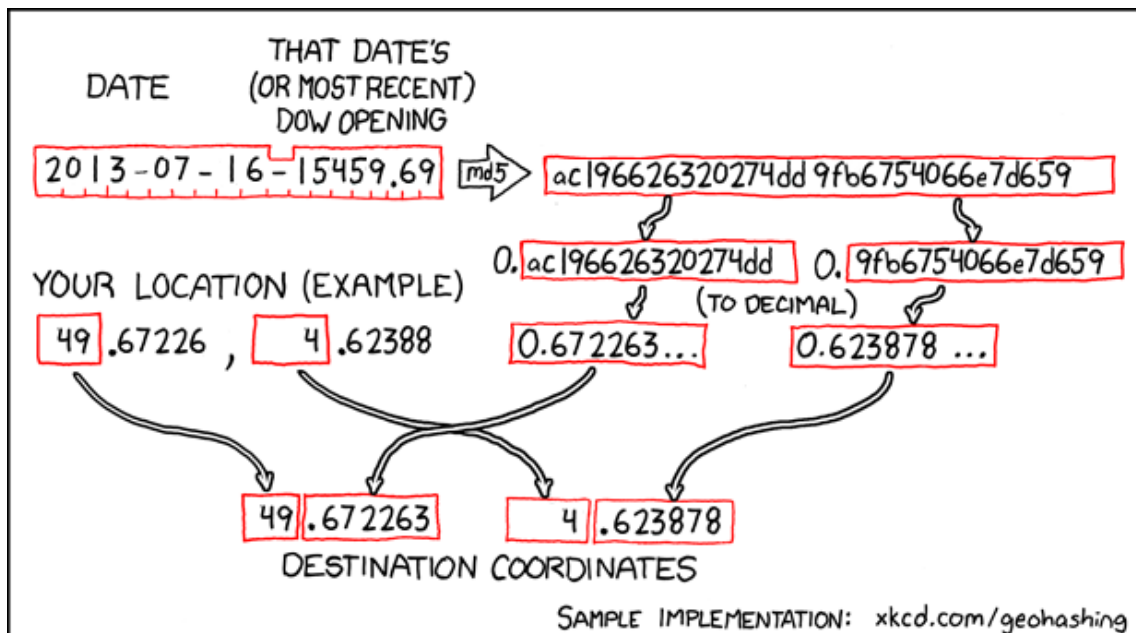 DATE
THAT DATE'S
(OR MOST RECENT)
DOW OPENING
2013-07-16-15459.69
md5
ac196626320274dd9fb6754066e7d659
0.ac196626320274dd
0.9fb6754066e7d659
YOUR LOCATION (EXAMPLE)
(TO DECIMAL)
49.67226, 4.62388
0.672263...
0.623878...
49.672263
4.623878
DESTINATION COORDINATES
SAMPLE IMPLEMENTATION: xkcd.com/geohashing